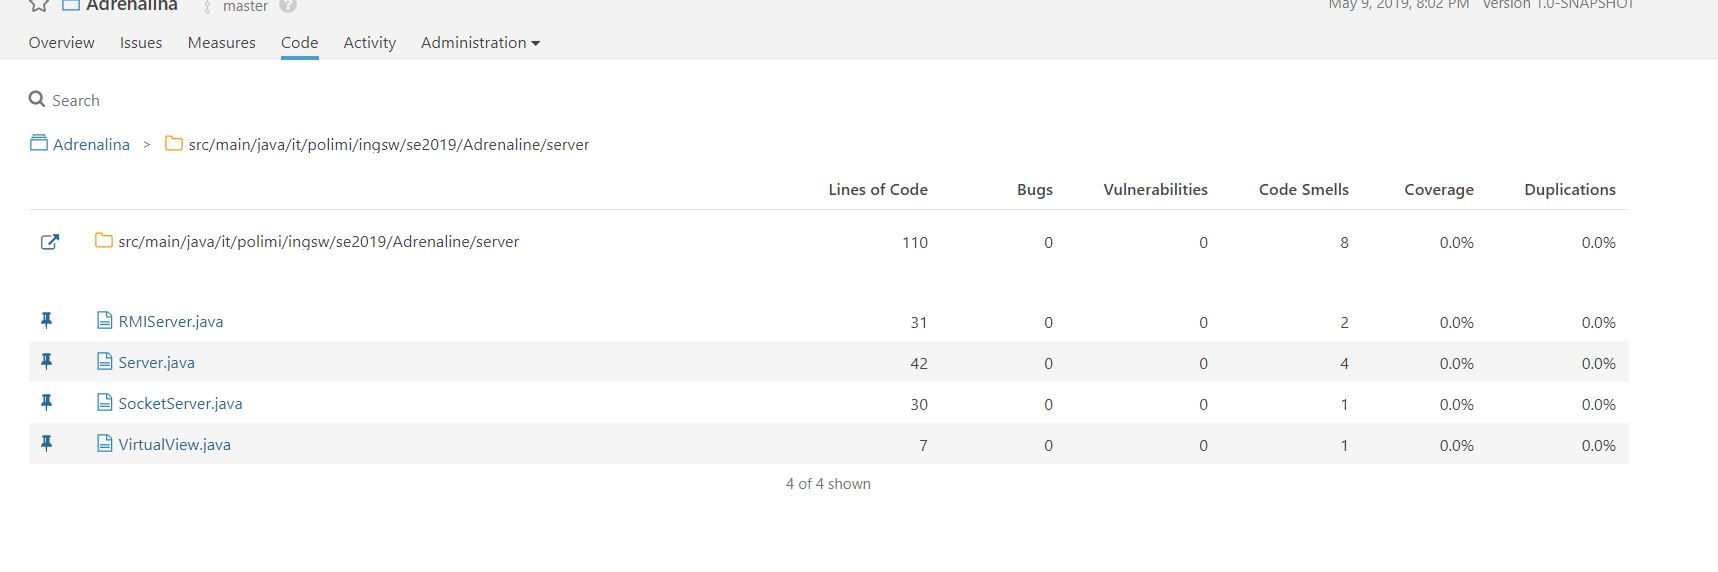 Adrenalina master May 9, 2019, 8:02 PM Version 1.0-SNAPSHOT
Overview Issues Measures Code Activity Administration
Search
Adrenalina > src/main/java/it/polimi/ingsw/se2019/Adrenaline/server
Lines of Code Bugs Vulnerabilities Code Smells Coverage Duplications
src/main/java/it/polimi/ingsw/se2019/Adrenaline/server 110 0 0 8 0.0% 0.0%
RMIServer.java 31 0 0 2 0.0% 0.0%
Server.java 42 0 0 4 0.0% 0.0%
SocketServer.java 30 0 0 1 0.0% 0.0%
VirtualView.java 7 0 0 1 0.0% 0.0%
4 of 4 shown